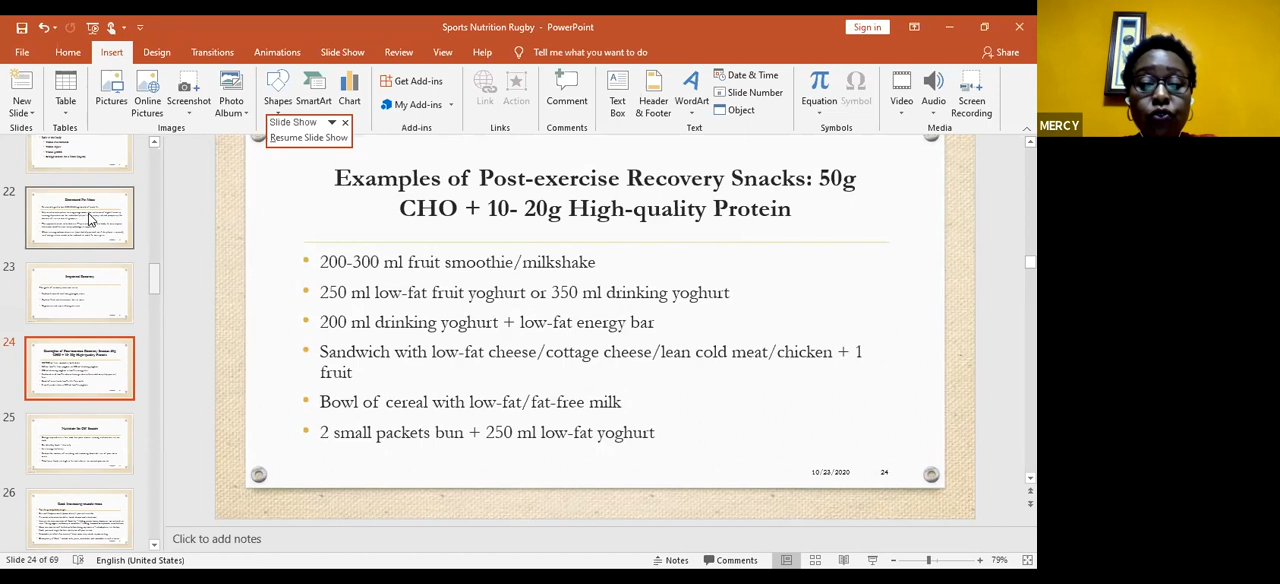 Sports Nutrition Rugby - PowerPoint
Sign in
File Home Insert Design Transitions Animations Slide Show Review View Help Tell me what you want to do Share
New Slide
Table
Pictures
Online Pictures
Screenshot
Photo Album
Shapes
SmartArt
Chart
Get Add-ins
My Add-ins
Link
Action
Comment
Text Box
Header & Footer
WordArt
Date & Time
Slide Number
Object
Equation
Symbol
Video
Audio
Screen Recording
Slides Tables Images Add-ins Links Comments Text Symbols Media
Slide Show
Resume Slide Show
MERCY
22
23
24
25
26
Examples of Post-exercise Recovery Snacks: 50g
CHO + 10- 20g High-quality Protein
• 200-300 ml fruit smoothie/milkshake
• 250 ml low-fat fruit yoghurt or 350 ml drinking yoghurt
• 200 ml drinking yoghurt + low-fat energy bar
• Sandwich with low-fat cheese/cottage cheese/lean cold meat/chicken + 1
fruit
• Bowl of cereal with low-fat/fat-free milk
• 2 small packets bun + 250 ml low-fat yoghurt
10/23/2020 24
Click to add notes
Slide 24 of 69 English (United States) Notes Comments 79%